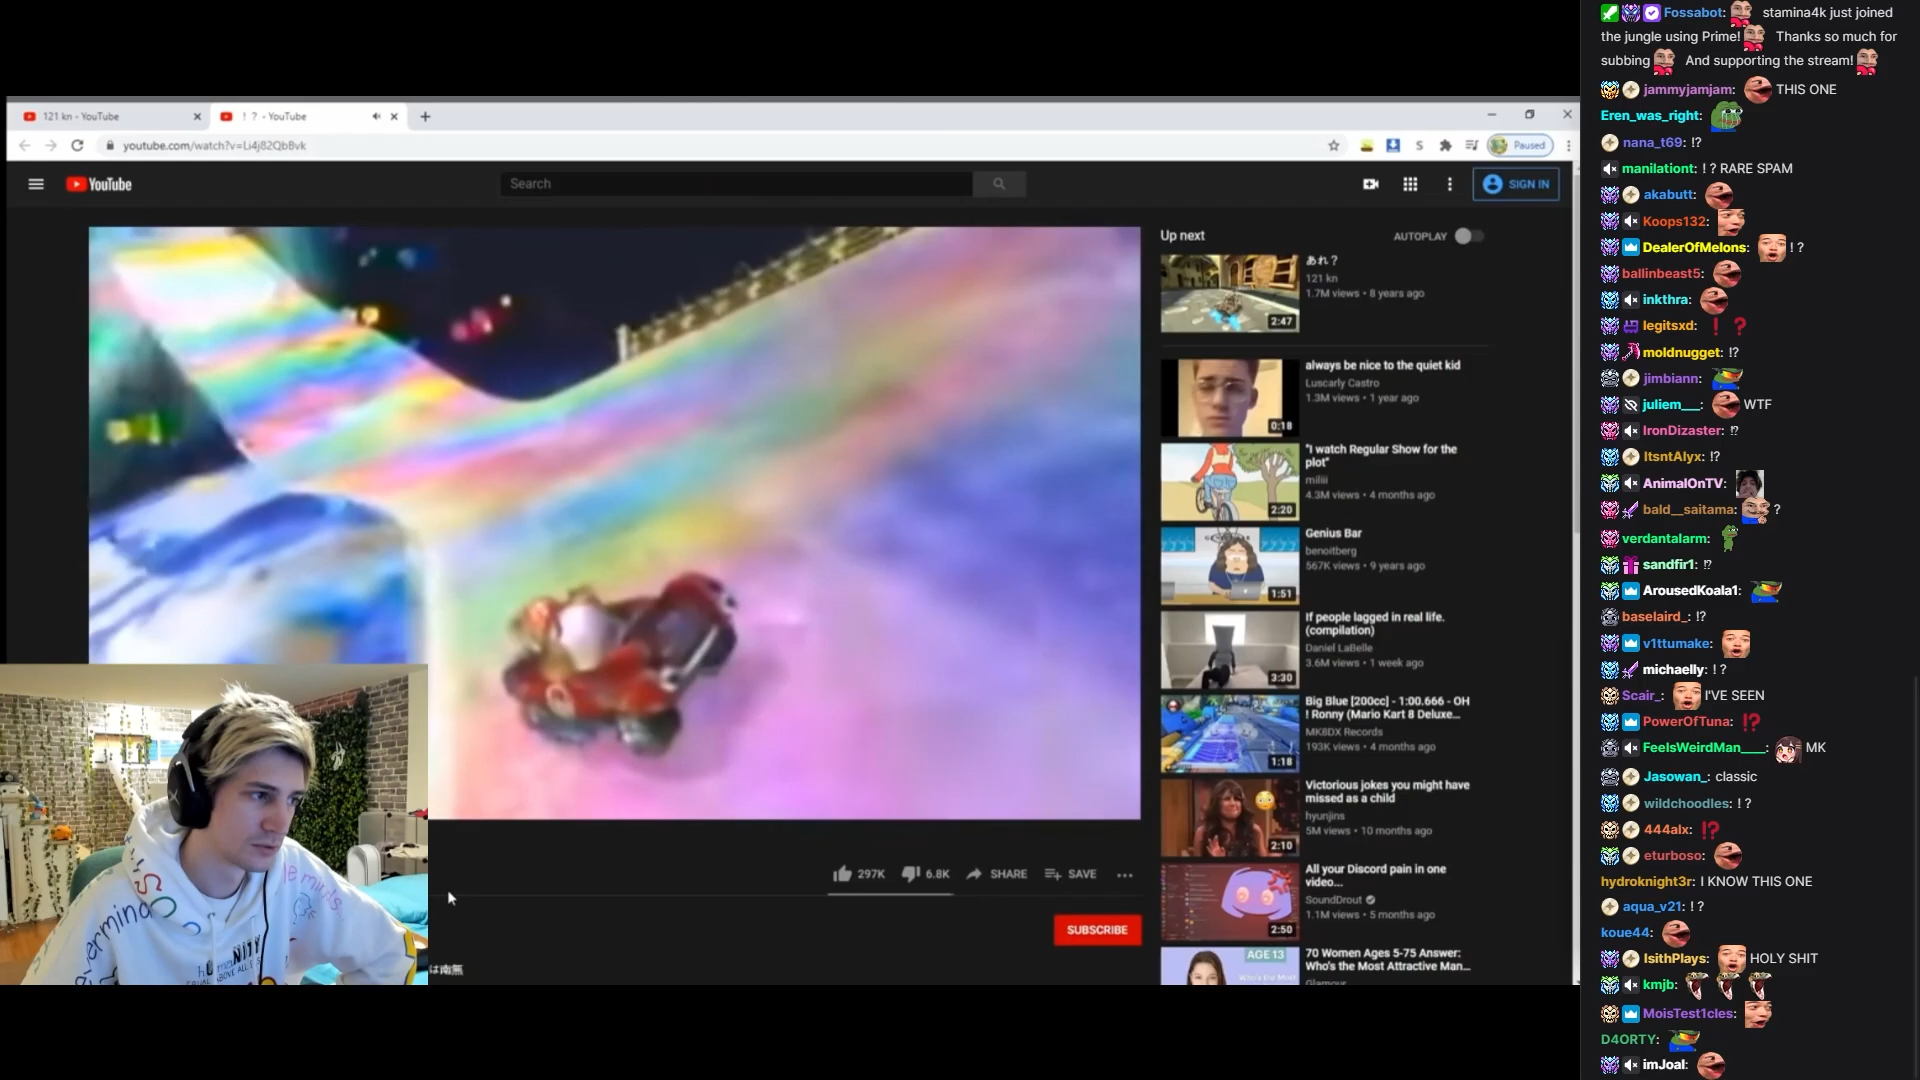 121 kn - YouTube
! ? - YouTube
youtube.com/watch?v=Li4j82QbBvk
S
Paused
YouTube
Search
SIGN IN
Up next
AUTOPLAY
あれ？
121 kn
1.7M views • 8 years ago
2:47
always be nice to the quiet kid
Luscarly Castro
1.3M views • 1 year ago
0:18
"I watch Regular Show for the
plot"
miliii
4.3M views • 4 months ago
2:20
Genius Bar
benoitberg
567K views • 9 years ago
1:51
If people lagged in real life.
(compilation)
Daniel LaBelle
3.6M views • 1 week ago
3:30
Big Blue [200cc] - 1:00.666 - OH
! Ronny (Mario Kart 8 Deluxe...
MK8DX Records
193K views • 4 months ago
1:18
Victorious jokes you might have
missed as a child
hyunjins
5M views • 10 months ago
2:10
All your Discord pain in one
video...
SoundDrout
1.1M views • 5 months ago
2:50
70 Women Ages 5-75 Answer:
Who's the Most Attractive Man...
Glamour
AGE 13
297K
6.8K
SHARE
SAVE
SUBSCRIBE
は南無
Fossabot: stamina4k just joined
the jungle using Prime! Thanks so much for
subbing And supporting the stream!
jammyjamjam: THIS ONE
Eren_was_right:
nana_t69: !?
manilationt: ! ? RARE SPAM
akabutt:
Koops132:
DealerOfMelons: ! ?
ballinbeast5:
inkthra:
legitsxd: ❗ ❓
moldnugget: !?
jimbiann:
juliem___: WTF
IronDizaster: ⁉
ItsntAlyx: !?
AnimalOnTV:
bald__saitama: ?
verdantalarm:
sandfir1: ⁉
ArousedKoala1:
baselaird_: !?
v1ttumake:
michaelly: ! ?
Scair_: I'VE SEEN
PowerOfTuna: ⁉
FeelsWeirdMan____: MK
Jasowan_: classic
wildchoodles: ! ?
444alx: ⁉
eturboso:
hydroknight3r: I KNOW THIS ONE
aqua_v21: ! ?
koue44:
IsithPlays: HOLY SHIT
kmjb:
MoisTest1cles:
D4ORTY:
imJoal: